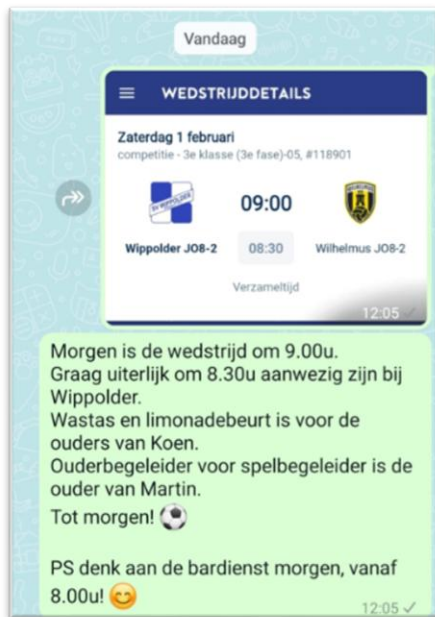 Vandaag
WEDSTRIJDDETAILS
Zaterdag 1 februari
competitie - 3e klasse (3e fase)-05, #118901
SV WIPPOLDER
09:00
Wippolder JO8-2
08:30
Wilhelmus JO8-2
Verzameltijd
12:05
Morgen is de wedstrijd om 9.00u.
Graag uiterlijk om 8.30u aanwezig zijn bij
Wippolder.
Wastas en limonadebeurt is voor de
ouders van Koen.
Ouderbegeleider voor spelbegeleider is de
ouder van Martin.
Tot morgen! ⚽
PS denk aan de bardienst morgen, vanaf
8.00u! 😊
12:05